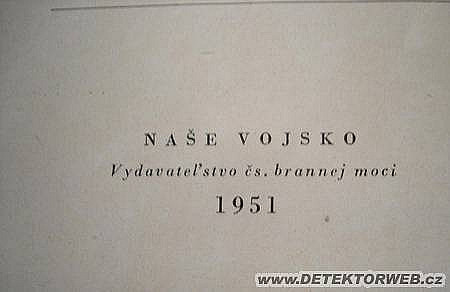 NAŠE VOJSKO
Vydavateľstvo čs. brannej moci
1951
WWW.DETEKTORWEB.CZ